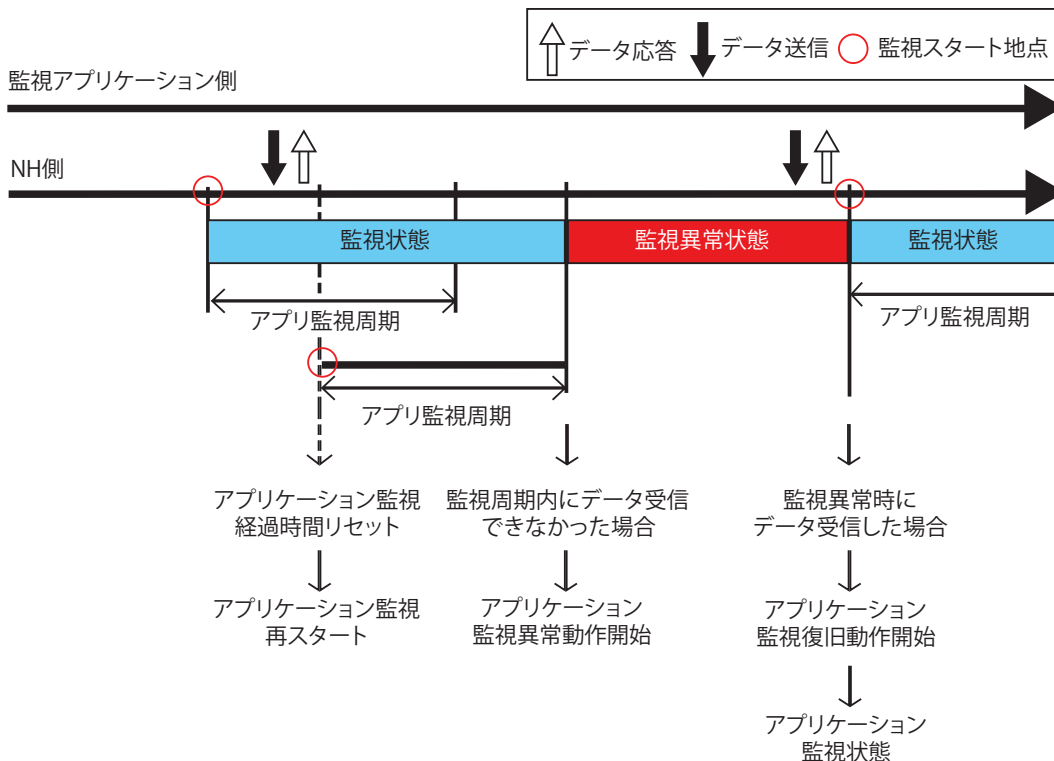 データ応答
データ送信
監視スタート地点
監視アプリケーション側
NH側
監視状態
監視異常状態
監視状態
アプリ監視周期
アプリ監視周期
アプリ監視周期
アプリケーション監視
経過時間リセット
監視周期内にデータ受信
できなかった場合
監視異常時に
データ受信した場合
アプリケーション監視
再スタート
アプリケーション
監視異常動作開始
アプリケーション
監視復旧動作開始
アプリケーション
監視状態